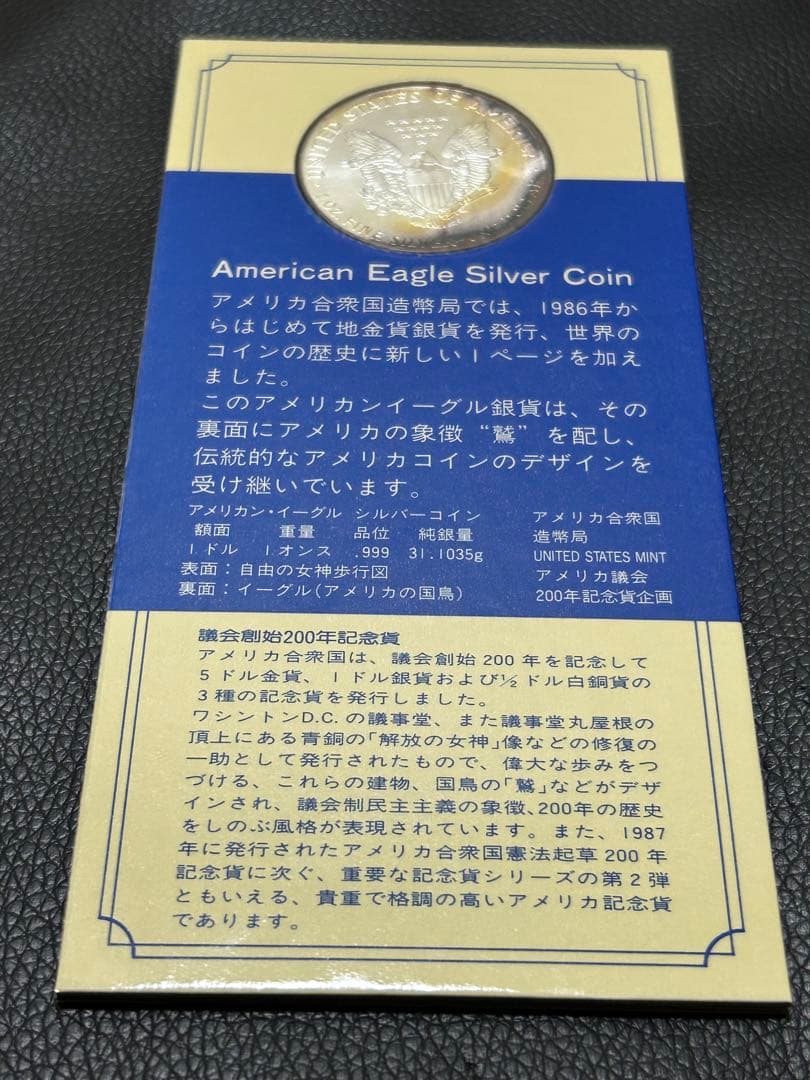 UNITED STATES OF AMERICA
1 OZ. FINE SILVER
American Eagle Silver Coin
アメリカ合衆国造幣局では、1986年か
らはじめて地金貨銀貨を発行、世界の
コインの歴史に新しい1ページを加え
ました。
このアメリカンイーグル銀貨は、その
裏面にアメリカの象徴“鷲”を配し、
伝統的なアメリカコインのデザインを
受け継いでいます。
アメリカン・イーグル シルバーコイン
額面 重量 品位 純銀量
1ドル 1オンス .999 31.1035g
表面：自由の女神歩行図
裏面：イーグル（アメリカの国鳥）
アメリカ合衆国
造幣局
UNITED STATES MINT
アメリカ議会
200年記念貨企画
議会創始200年記念貨
アメリカ合衆国は、議会創始200年を記念して
5ドル金貨、1ドル銀貨および½ドル白銅貨の
3種の記念貨を発行しました。
ワシントンD.C.の議事堂、また議事堂丸屋根の
頂上にある青銅の「解放の女神」像などの修復の
一助として発行されたもので、偉大な歩みをつ
づける、これらの建物、国鳥の「鷲」などがデザ
インされ、議会制民主主義の象徴、200年の歴史
をしのぶ風格が表現されています。また、1987
年に発行されたアメリカ合衆国憲法起草200年
記念貨に次ぐ、重要な記念貨シリーズの第2弾
ともいえる、貴重で格調の高いアメリカ記念貨
であります。